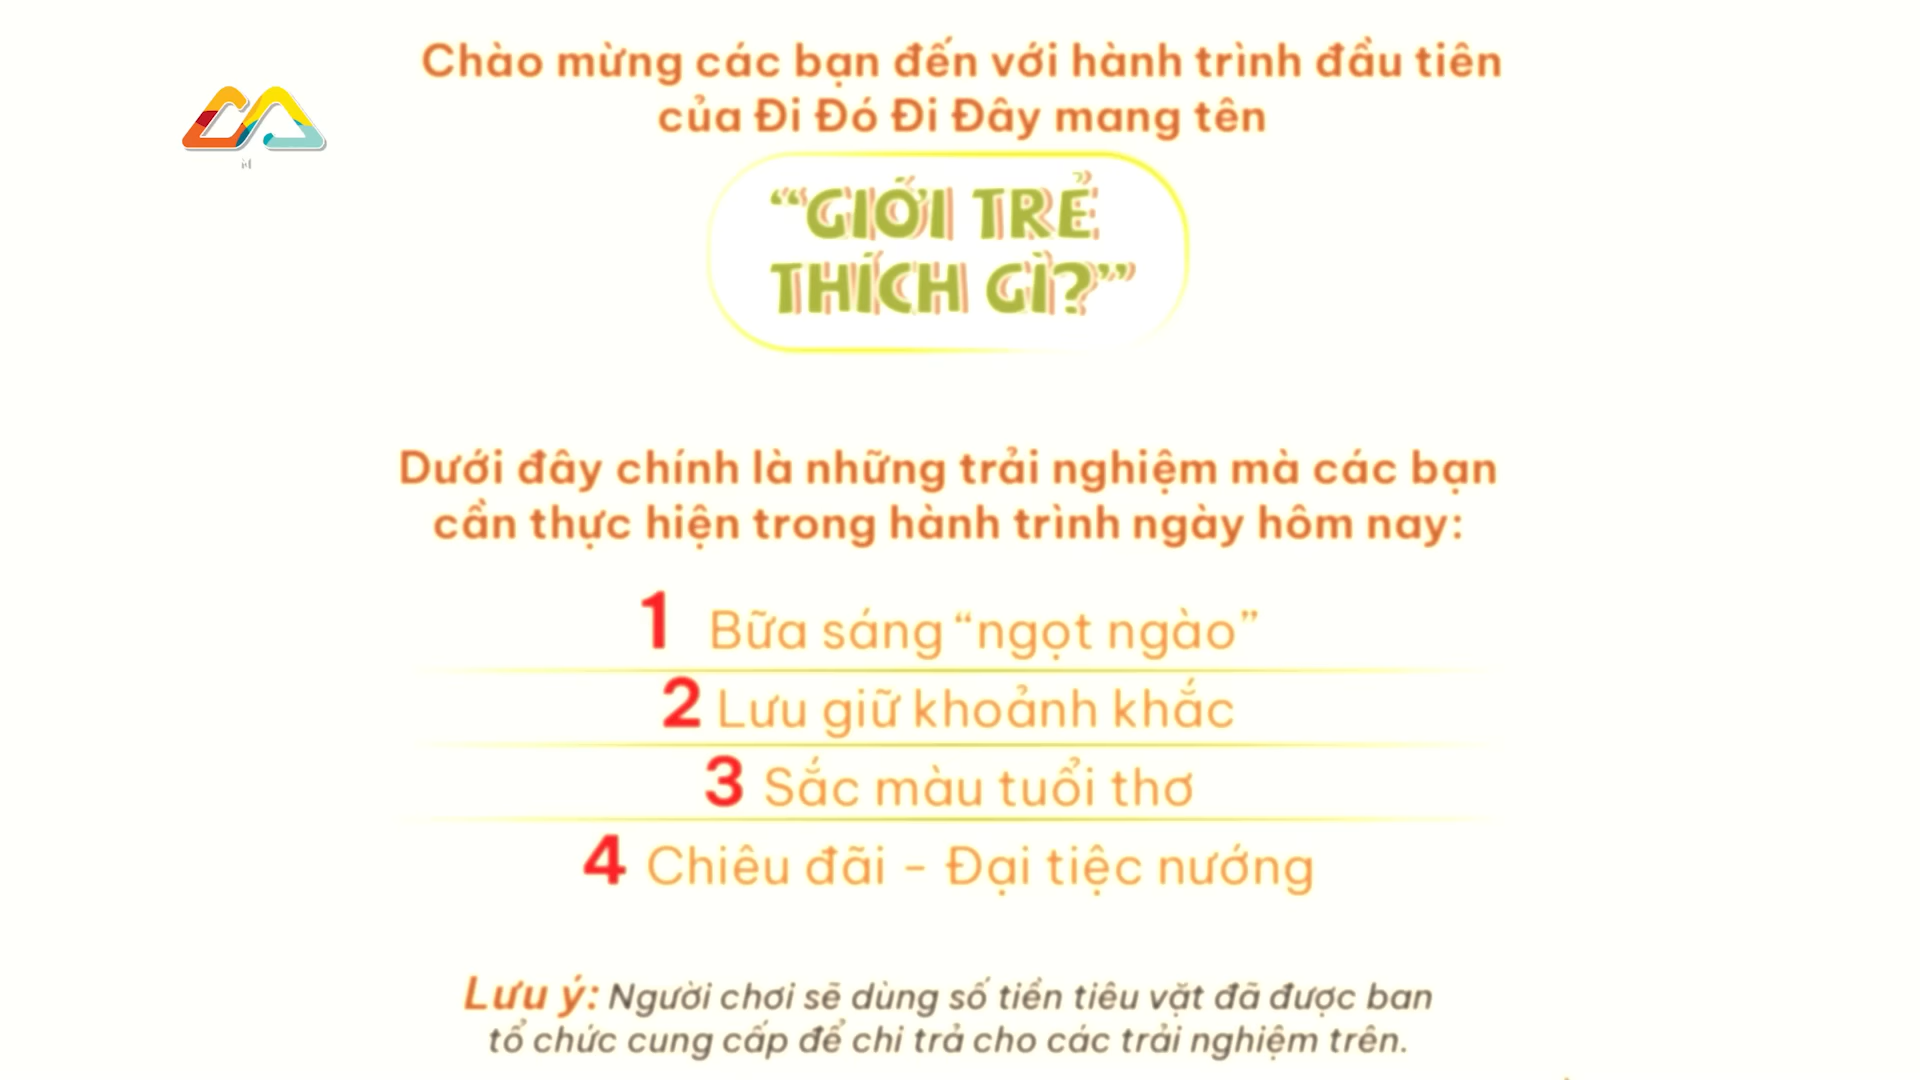 Chào mừng các bạn đến với hành trình đầu tiên
của Đi Đó Đi Đây mang tên
“GIỚI TRẺ
THÍCH GÌ?”
Dưới đây chính là những trải nghiệm mà các bạn
cần thực hiện trong hành trình ngày hôm nay:
1 Bữa sáng “ngọt ngào”
2 Lưu giữ khoảnh khắc
3 Sắc màu tuổi thơ
4 Chiêu đãi - Đại tiệc nướng
Lưu ý: Người chơi sẽ dùng số tiền tiêu vặt đã được ban
tổ chức cung cấp để chi trả cho các trải nghiệm trên.